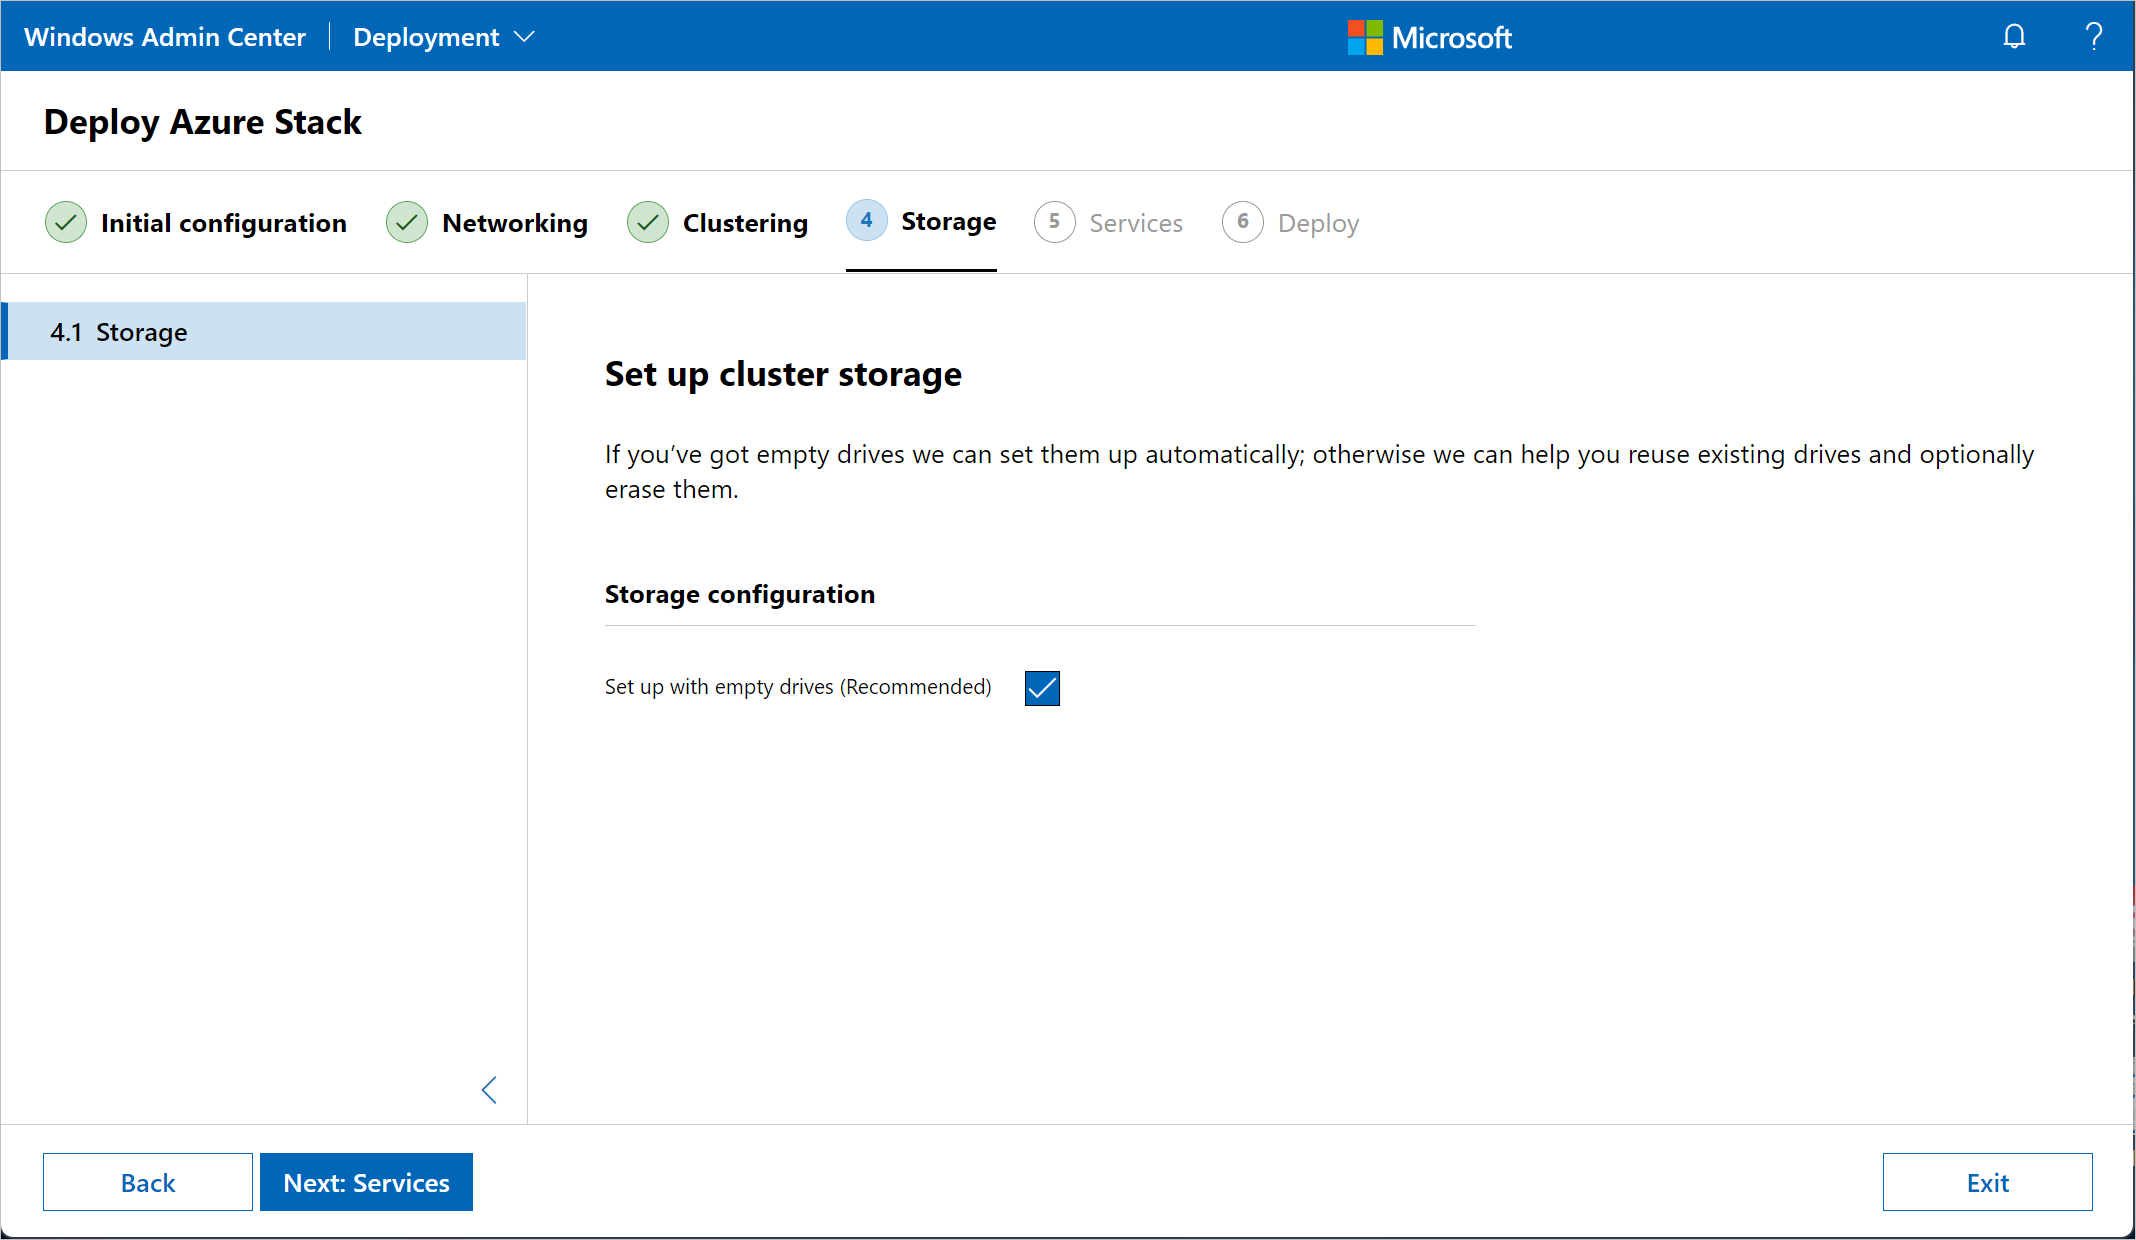 Windows Admin Center Deployment Microsoft ?
Deploy Azure Stack
Initial configuration Networking Clustering 4 Storage 5 Services 6 Deploy
4.1 Storage
Set up cluster storage
If you’ve got empty drives we can set them up automatically; otherwise we can help you reuse existing drives and optionally
erase them.
Storage configuration
Set up with empty drives (Recommended)
Back Next: Services Exit